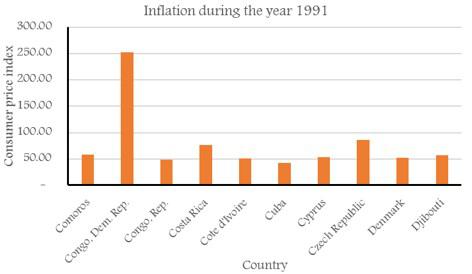 Inflation during the year 1991
Consumer price index
300.00
250.00
200.00
150.00
100.00
50.00
-
Comoros
Congo, Dem. Rep.
Congo, Rep.
Costa Rica
Cote d'Ivoire
Cuba
Cyprus
Czech Republic
Denmark
Djibouti
Country